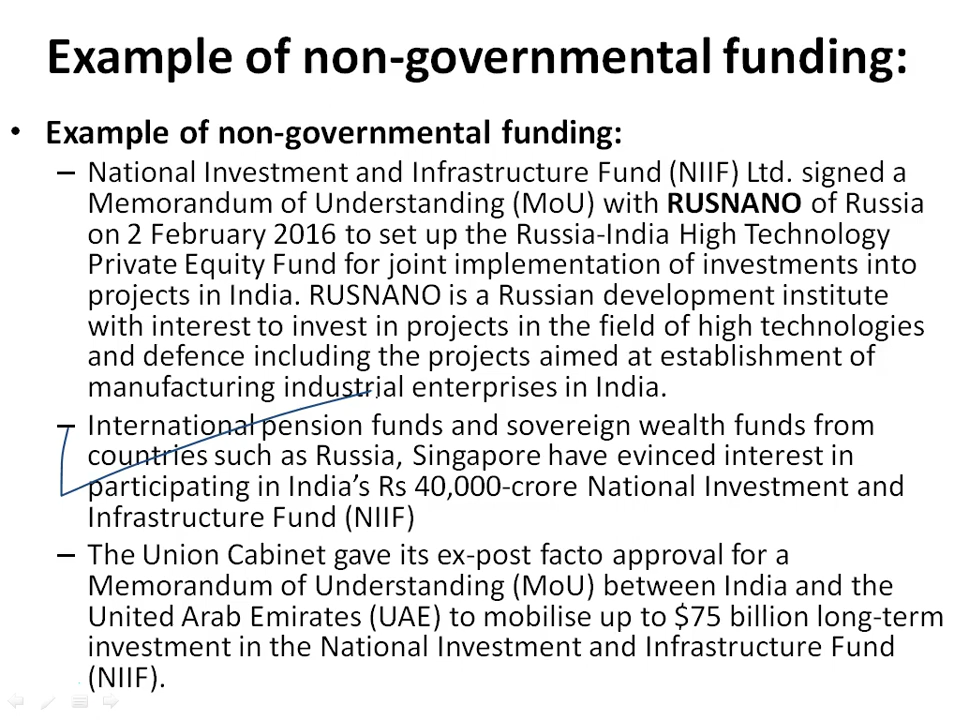 Example of non-governmental funding:
• Example of non-governmental funding:
– National Investment and Infrastructure Fund (NIIF) Ltd. signed a
Memorandum of Understanding (MoU) with RUSNANO of Russia
on 2 February 2016 to set up the Russia-India High Technology
Private Equity Fund for joint implementation of investments into
projects in India. RUSNANO is a Russian development institute
with interest to invest in projects in the field of high technologies
and defence including the projects aimed at establishment of
manufacturing industrial enterprises in India.
– International pension funds and sovereign wealth funds from
countries such as Russia, Singapore have evinced interest in
participating in India’s Rs 40,000-crore National Investment and
Infrastructure Fund (NIIF)
– The Union Cabinet gave its ex-post facto approval for a
Memorandum of Understanding (MoU) between India and the
United Arab Emirates (UAE) to mobilise up to $75 billion long-term
investment in the National Investment and Infrastructure Fund
(NIIF).